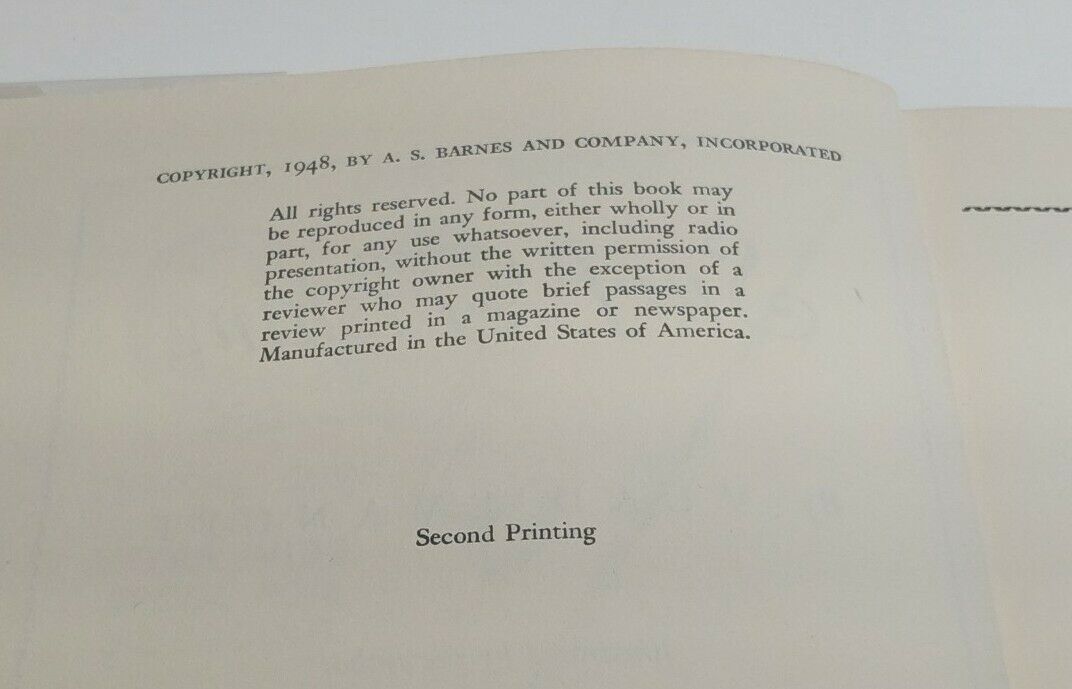 COPYRIGHT, 1948, BY A. S. BARNES AND COMPANY, INCORPORATED
All rights reserved. No part of this book may
be reproduced in any form, either wholly or in
part, for any use whatsoever, including radio
presentation, without the written permission of
the copyright owner with the exception of a
reviewer who may quote brief passages in a
review printed in a magazine or newspaper.
Manufactured in the United States of America.
Second Printing